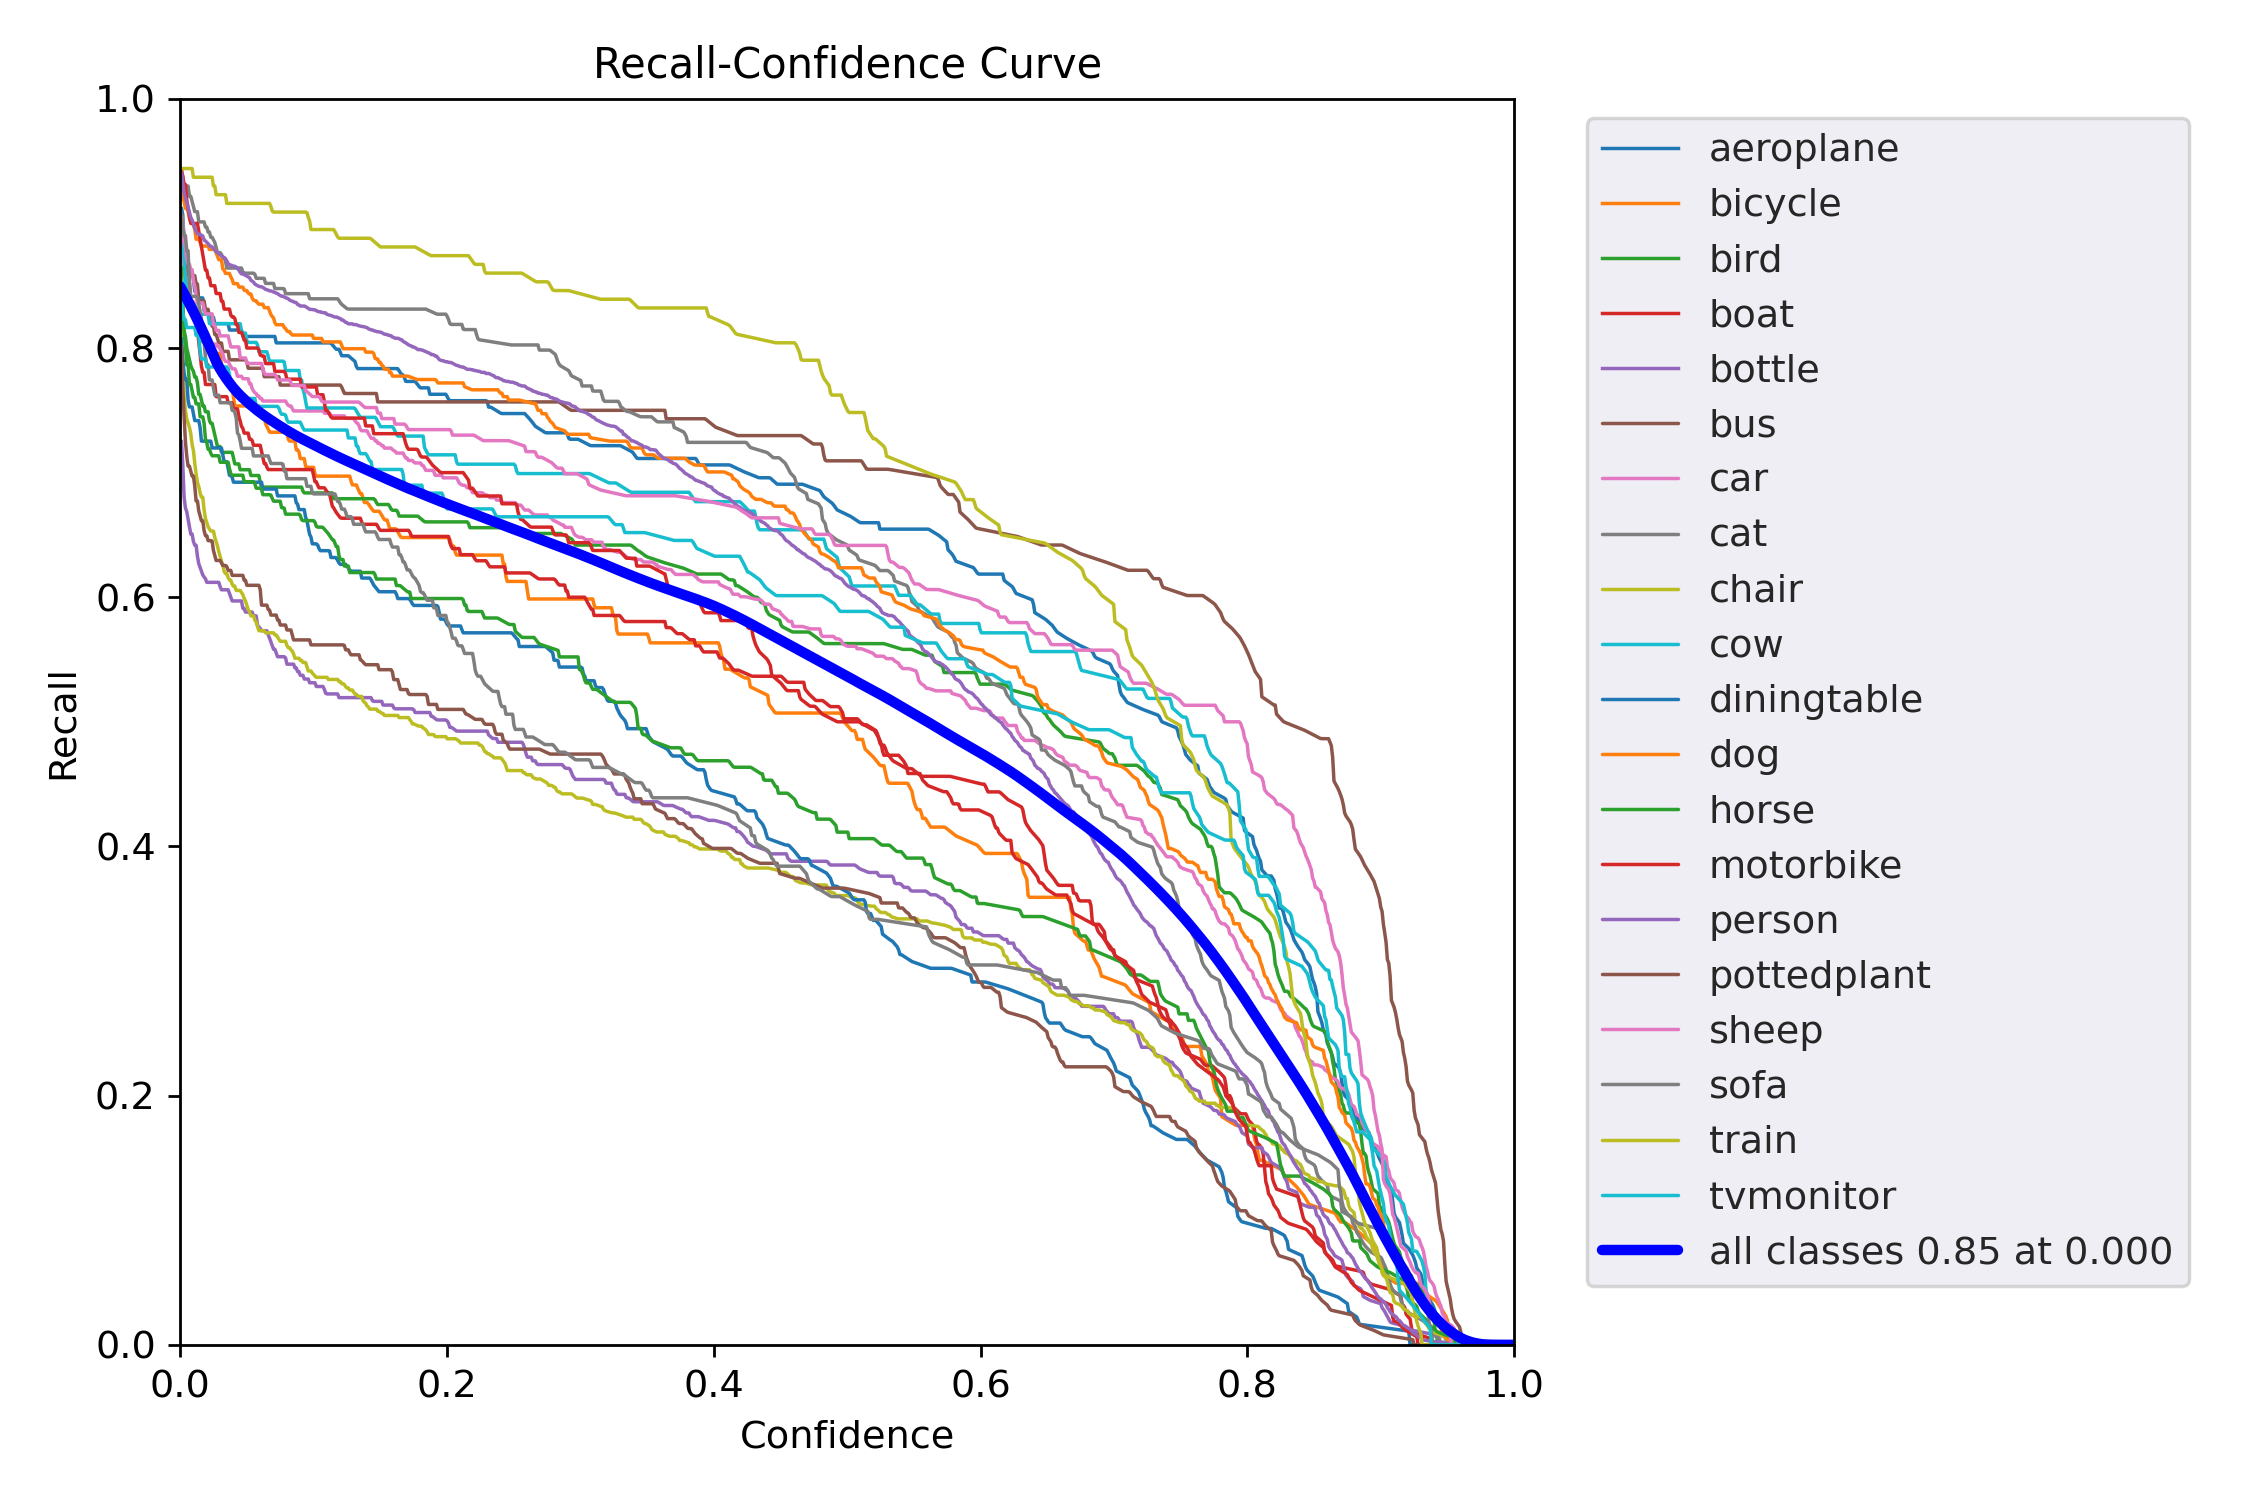 Recall-Confidence Curve
1.0
0.8
0.6
0.4
0.2
0.0
Recall
0.0 0.2 0.4 0.6 0.8 1.0
Confidence
aeroplane
bicycle
bird
boat
bottle
bus
car
cat
chair
cow
diningtable
dog
horse
motorbike
person
pottedplant
sheep
sofa
train
tvmonitor
all classes 0.85 at 0.000